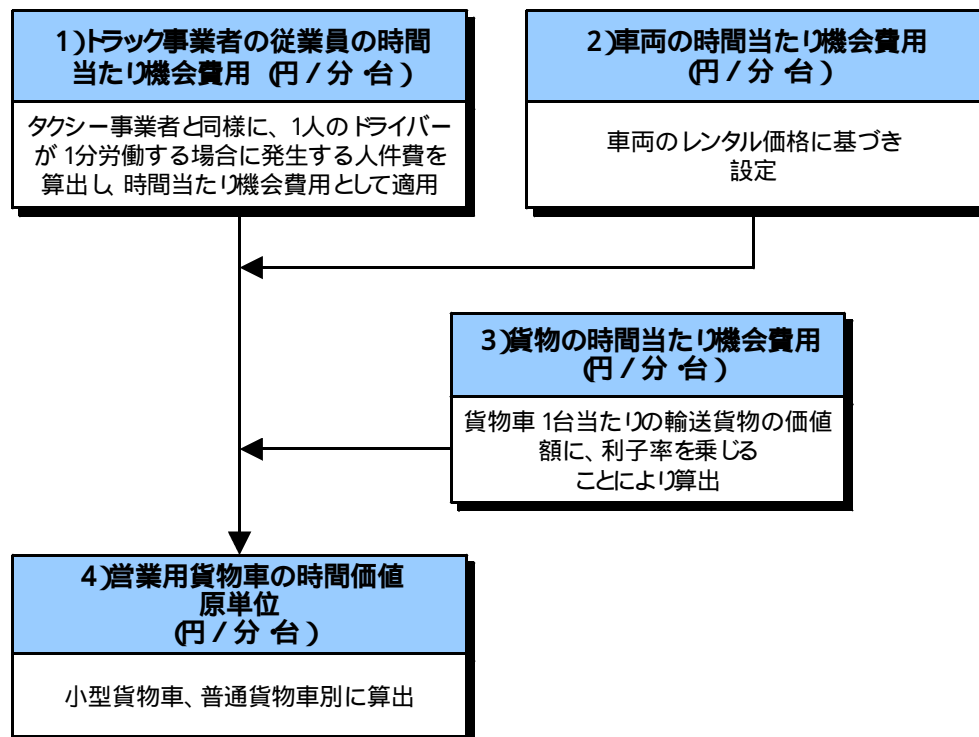 1)トラック事業者の従業員の時間
当たり機会費用 (円/分・台)
タクシー事業者と同様に、1人のドライバー
が1分労働する場合に発生する人件費を
算出し、時間当たり機会費用として適用
2)車両の時間当たり機会費用
(円/分・台)
車両のレンタル価格に基づき
設定
3)貨物の時間当たり機会費用
(円/分・台)
貨物車1台当たりの輸送貨物の価値
額に、利子率を乗じる
ことにより算出
4)営業用貨物車の時間価値
原単位
(円/分・台)
小型貨物車、普通貨物車別に算出